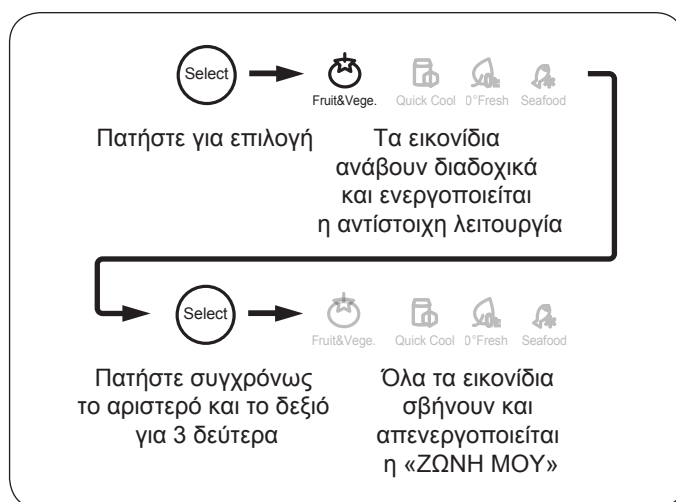 Select
Fruit&Vege. Quick Cool 0°Fresh Seafood
Πατήστε για επιλογή
Τα εικονίδια
ανάβουν διαδοχικά
και ενεργοποιείται
η αντίστοιχη λειτουργία
Select
Fruit&Vege. Quick Cool 0°Fresh Seafood
Πατήστε συγχρόνως
το αριστερό και το δεξιό
για 3 δεύτερα
Όλα τα εικονίδια
σβήνουν και
απενεργοποιείται
η «ΖΩΝΗ ΜΟΥ»